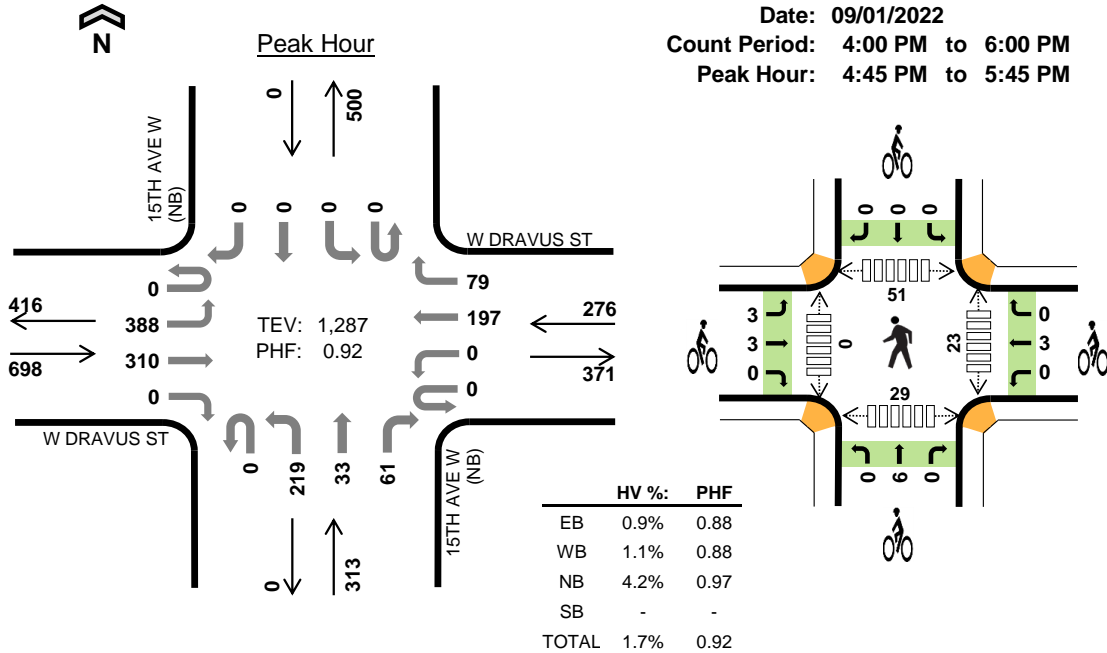 N
Peak Hour
Date: 09/01/2022
Count Period: 4:00 PM to 6:00 PM
Peak Hour: 4:45 PM to 5:45 PM
0
500
15TH AVE W
(NB)
0 0 0 0
W DRAVUS ST
0
388
310
0
416
698
TEV: 1,287
PHF: 0.92
79
197
0
0
276
371
W DRAVUS ST
0 219 33 61
15TH AVE W
(NB)
0
313
0 0 0
51
3
3
0
0
23
0
3
0
29
0 6 0
HV %: PHF
EB 0.9% 0.88
WB 1.1% 0.88
NB 4.2% 0.97
SB - -
TOTAL 1.7% 0.92